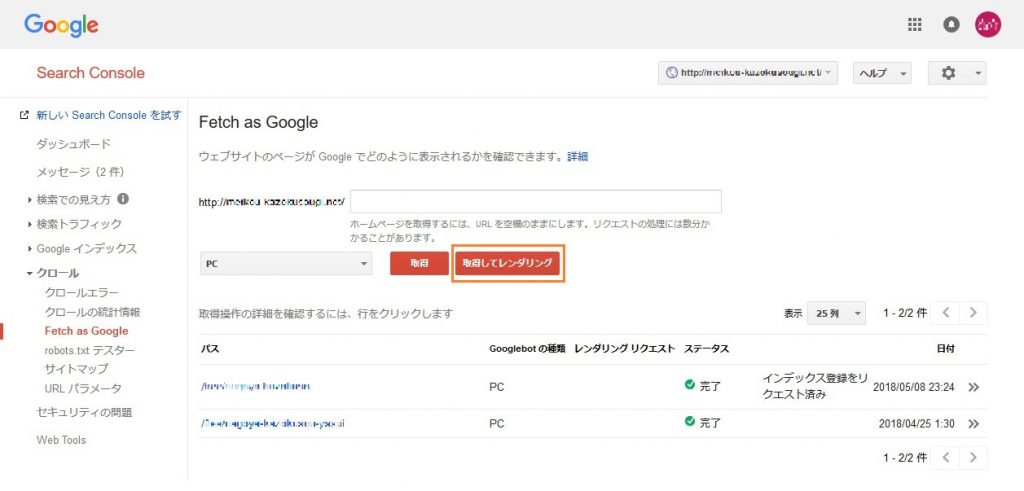 Google
Search Console
ヘルプ
新しい Search Console を試す
ダッシュボード
メッセージ（2 件）
検索での見え方
検索トラフィック
Google インデックス
クロール
クロールエラー
クロールの統計情報
Fetch as Google
robots.txt テスター
サイトマップ
URL パラメータ
セキュリティの問題
Web Tools
Fetch as Google
ウェブサイトのページが Google でどのように表示されるかを確認できます。詳細
ホームページを取得するには、URL を空欄のままにします。リクエストの処理には数分か
かることがあります。
PC 取得 取得してレンダリング
取得操作の詳細を確認するには、行をクリックします 表示 25 列 1 - 2/2 件
パス Googlebot の種類 レンダリング リクエスト ステータス 日付
PC 完了 インデックス登録をリ
クエスト済み 2018/05/08 23:24
PC 完了 2018/04/25 1:30
1 - 2/2 件